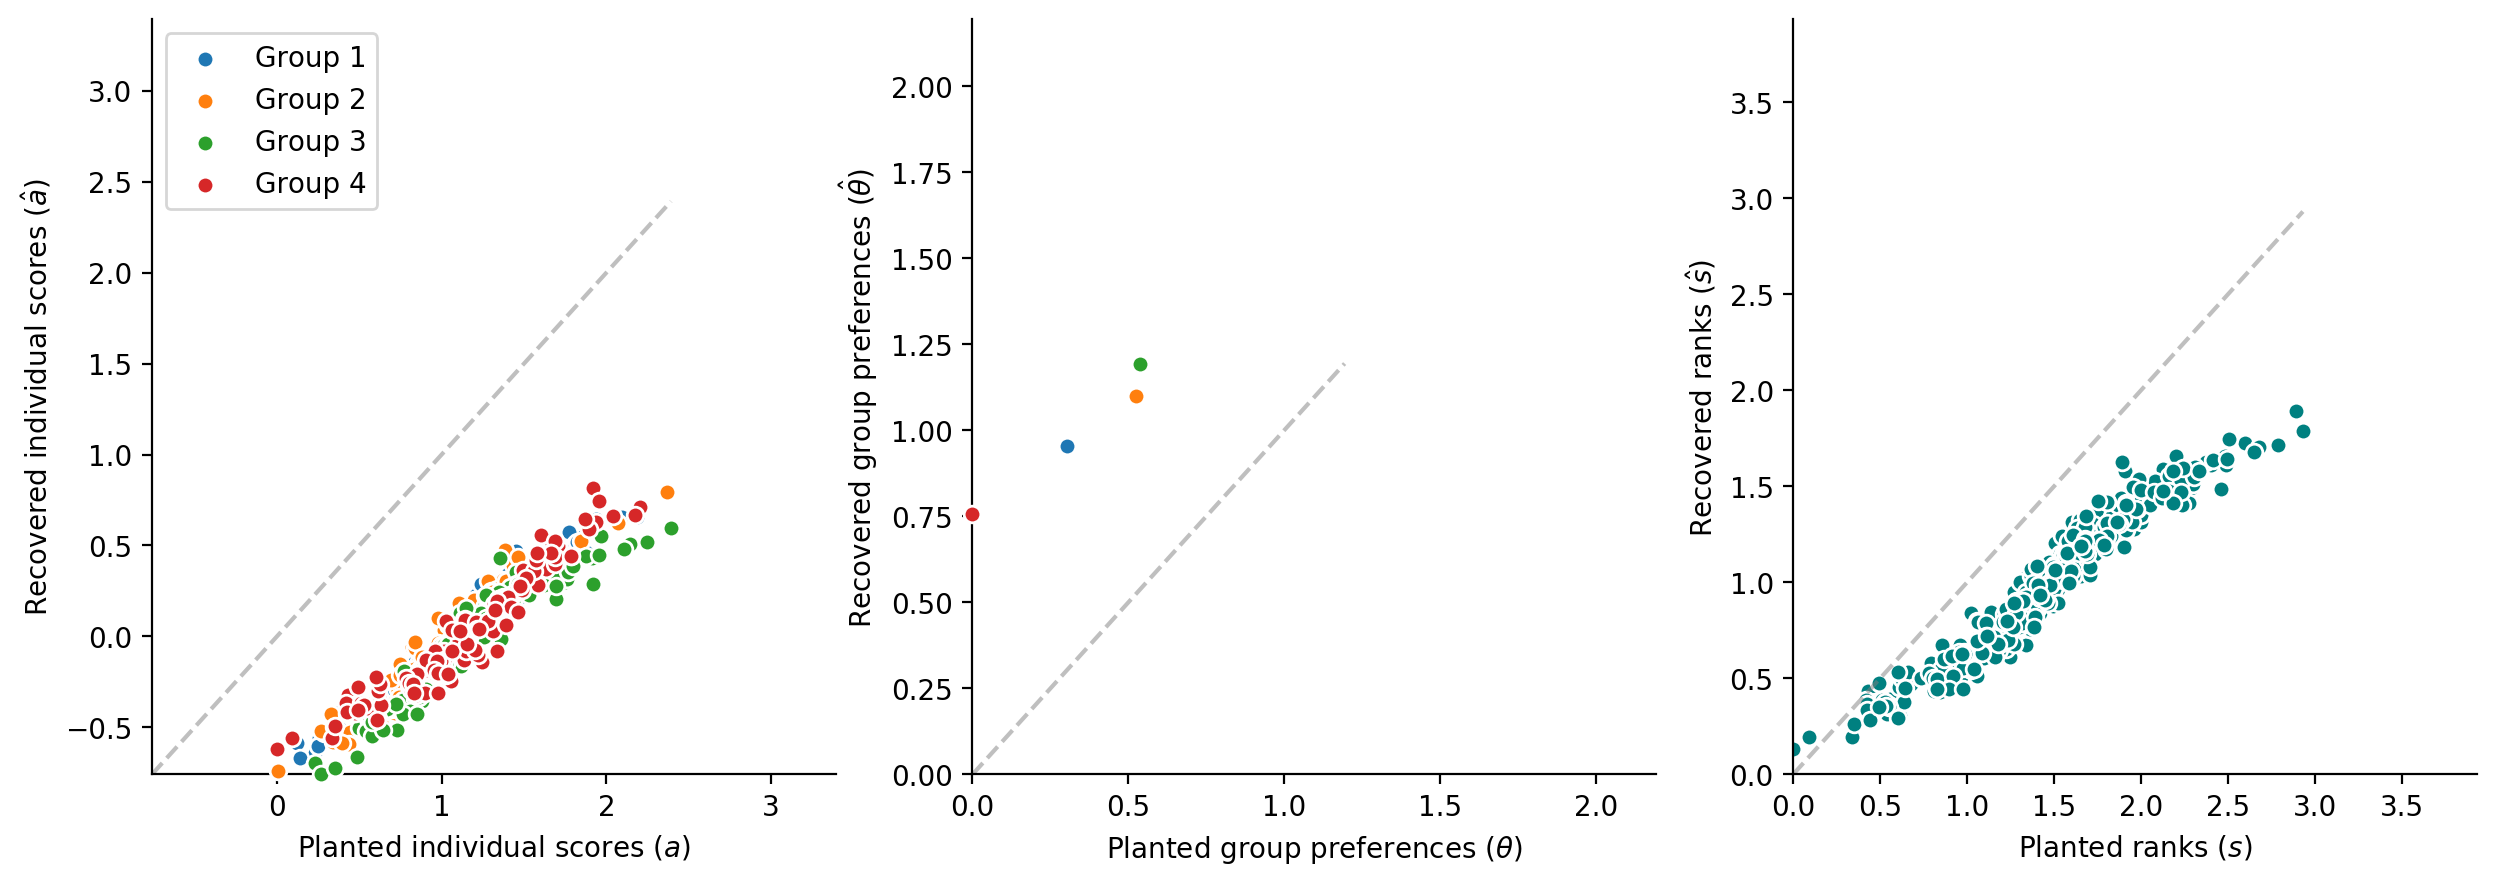 Group 1
Group 2
Group 3
Group 4
3.0
2.5
2.0
1.5
1.0
0.5
0.0
−0.5
0 1 2 3
Recovered individual scores (â)
Planted individual scores (a)
2.00
1.75
1.50
1.25
1.00
0.75
0.50
0.25
0.00
0.0 0.5 1.0 1.5 2.0
Recovered group preferences (θ̂)
Planted group preferences (θ)
3.5
3.0
2.5
2.0
1.5
1.0
0.5
0.0
0.0 0.5 1.0 1.5 2.0 2.5 3.0 3.5
Recovered ranks (ŝ)
Planted ranks (s)